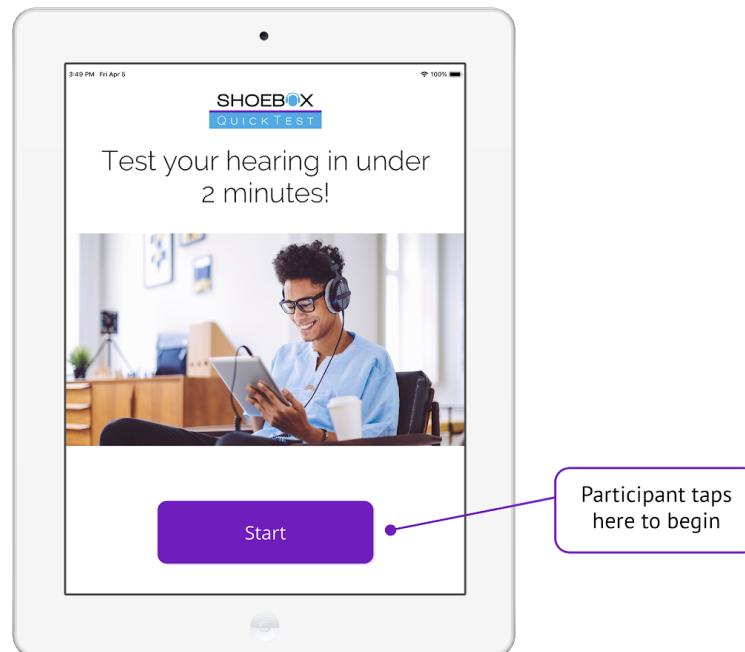 3:49 PM Fri Apr 5
100%
SHOEBOX
QUICKTEST
Test your hearing in under
2 minutes!
Start
Participant taps
here to begin